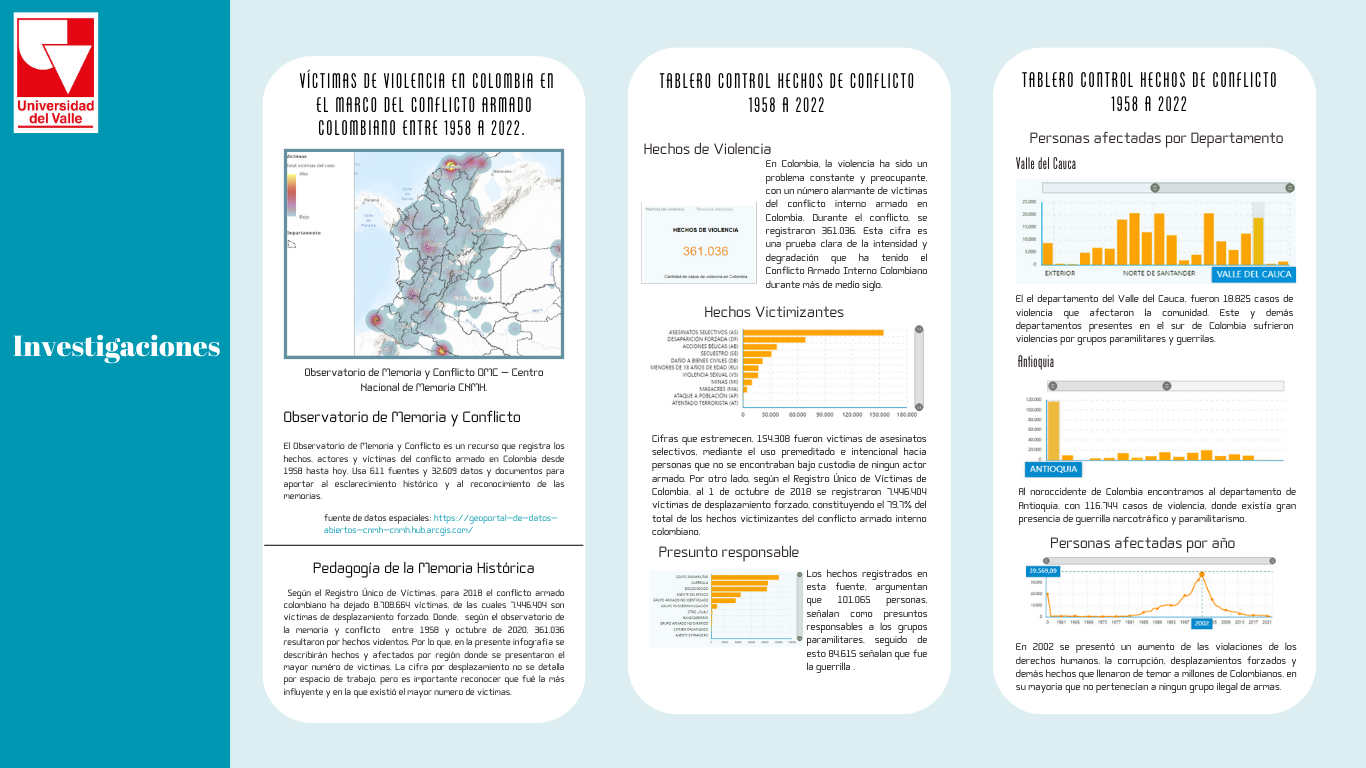 Universidad
del Valle
Investigaciones
VÍCTIMAS DE VIOLENCIA EN COLOMBIA EN
EL MARCO DEL CONFLICTO ARMADO
COLOMBIANO ENTRE 1958 A 2022.
Alto
Bajo
Departamento
Observatorio de Memoria y Conflicto OMC – Centro
Nacional de Memoria CNMH.
Observatorio de Memoria y Conflicto
El Observatorio de Memoria y Conflicto es un recurso que registra los
hechos, actores y víctimas del conflicto armado en Colombia desde
1958 hasta hoy. Usa 611 fuentes y 32.609 datos y documentos para
aportar al esclarecimiento histórico y al reconocimiento de las
memorias.
fuente de datos espaciales: https://geoportal-de-datos-
abiertos-cnmh-cnmh.hub.arcgis.com/
Pedagogía de la Memoria Histórica
Según el Registro Único de Víctimas, para 2018 el conflicto armado
colombiano ha dejado 8.708.664 víctimas, de las cuales 7.446.404 son
víctimas de desplazamiento forzado. Donde, según el observatorio de
la memoria y conflicto entre 1958 y octubre de 2020, 361.036
resultaron por hechos violentos. Por lo que, en la presente infografía se
describirán hechos y afectados por región donde se presentaron el
mayor numéro de victimas. La cifra por desplazamiento no se detalla
por espacio de trabajo, pero es importante reconocer que fué la más
influyente y en la que existió el mayor numero de victimas.
TABLERO CONTROL HECHOS DE CONFLICTO
1958 A 2022
Hechos de Violencia
Hechos de violencia Personas afectadas
HECHOS DE VIOLENCIA
361.036
Cantidad de casos de violencia en Colombia
En Colombia, la violencia ha sido un
problema constante y preocupante,
con un número alarmante de víctimas
del conflicto interno armado en
Colombia. Durante el conflicto, se
registraron 361.036. Esta cifra es
una prueba clara de la intensidad y
degradación que ha tenido el
Conflicto Armado Interno Colombiano
durante más de medio siglo.
Hechos Victimizantes
ASESINATOS SELECTIVOS (AS)
DESAPARICIÓN FORZADA (DF)
ACCIONES BÉLICAS (AB)
SECUESTRO (SE)
DAÑO A BIENES CIVILES (DB)
MENORES DE 18 AÑOS DE EDAD (RU)
VIOLENCIA SEXUAL (VS)
MINAS (MI)
MASACRES (MA)
ATAQUE A POBLACIÓN (AP)
ATENTADO TERRORISTA (AT)
0 30.000 60.000 90.000 120.000 150.000 180.000
Cifras que estremecen, 154.308 fueron victimas de asesinatos
selectivos, mediante el uso premeditado e intencional hacia
personas que no se encontraban bajo custodia de ningun actor
armado. Por otro lado, según el Registro Único de Víctimas de
Colombia, al 1 de octubre de 2018 se registraron 7.446.404
víctimas de desplazamiento forzado, constituyendo el 79,7% del
total de los hechos victimizantes del conflicto armado interno
colombiano.
Presunto responsable
GRUPO PARAMILITAR
GUERRILLA
DESCONOCIDO
AGENTE DEL ESTADO
GRUPO ARMADO NO IDENTIFICADO
GRUPO POSDESMOVILIZACIÓN
BANDOLERISMO
CRIMEN ORGANIZADO
AGENTE EXTRANJERO
Los hechos registrados en
esta fuente, argumentan
que 101.065 personas,
señalan como presuntos
responsables a los grupos
paramilitares, seguido de
esto 84.615 señalan que fue
la guerrilla .
TABLERO CONTROL HECHOS DE CONFLICTO
1958 A 2022
Personas afectadas por Departamento
Valle del Cauca
25.000
20.000
15.000
10.000
5.000
0
EXTERIOR NORTE DE SANTANDER VALLE DEL CAUCA
El el departamento del Valle del Cauca, fueron 18.825 casos de
violencia que afectaron la comunidad. Este y demás
departamentos presentes en el sur de Colombia sufrieron
violencias por grupos paramilitares y guerrilas.
Antioquia
120.000
100.000
80.000
60.000
40.000
20.000
0
ANTIOQUIA
Al noroccidente de Colombia encontramos al departamento de
Antioquia, con 116.744 casos de violencia, donde existía gran
presencia de guerrilla narcotráfico y paramilitarismo.
Personas afectadas por año
39.569,89
30000
20000
10000
0
0 1961 1965 1969 1973 1977 1981 1985 1989 1993 1997 2002 2005 2009 2013 2017 2021
En 2002 se presentó un aumento de las violaciones de los
derechos humanos, la corrupción, desplazamientos forzados y
demás hechos que llenaron de temor a millones de Colombianos, en
su mayoria que no pertenecian a ningun grupo ilegal de armas.